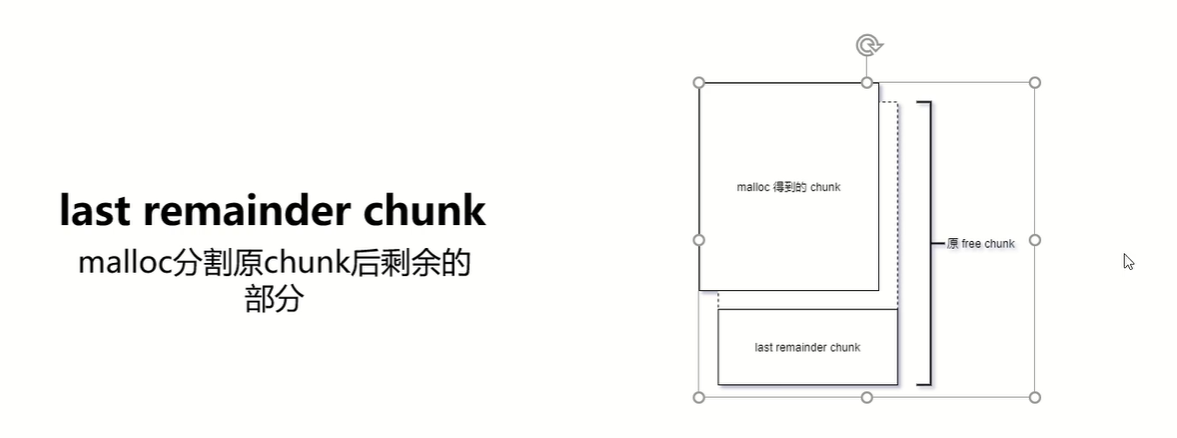 last remainder chunk
malloc分割原chunk后剩余的
部分
malloc 得到的 chunk
原 free chunk
last remainder chunk